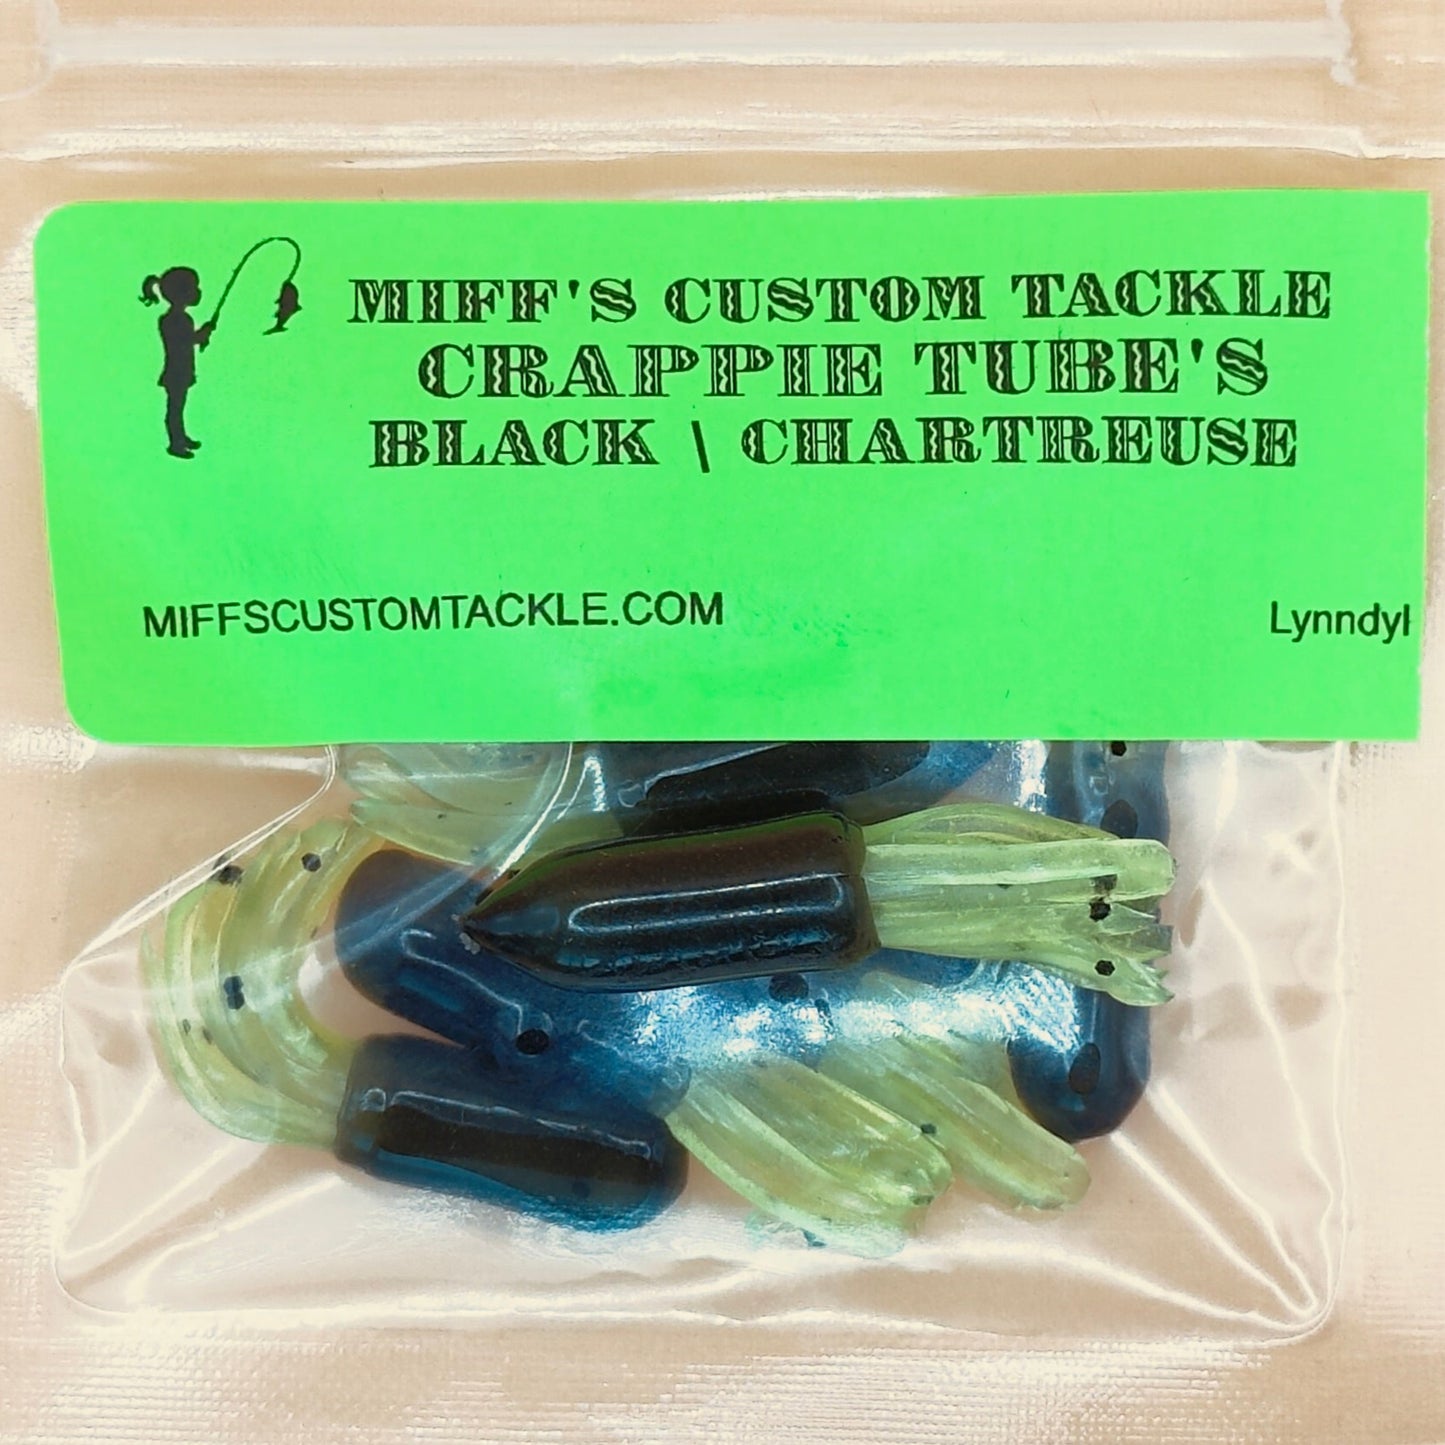 MIFF'S CUSTOM TACKLE
CRAPPIE TUBE'S
BLACK \ CHARTREUSE
MIFFSCUSTOMTACKLE.COM
Lynndyl